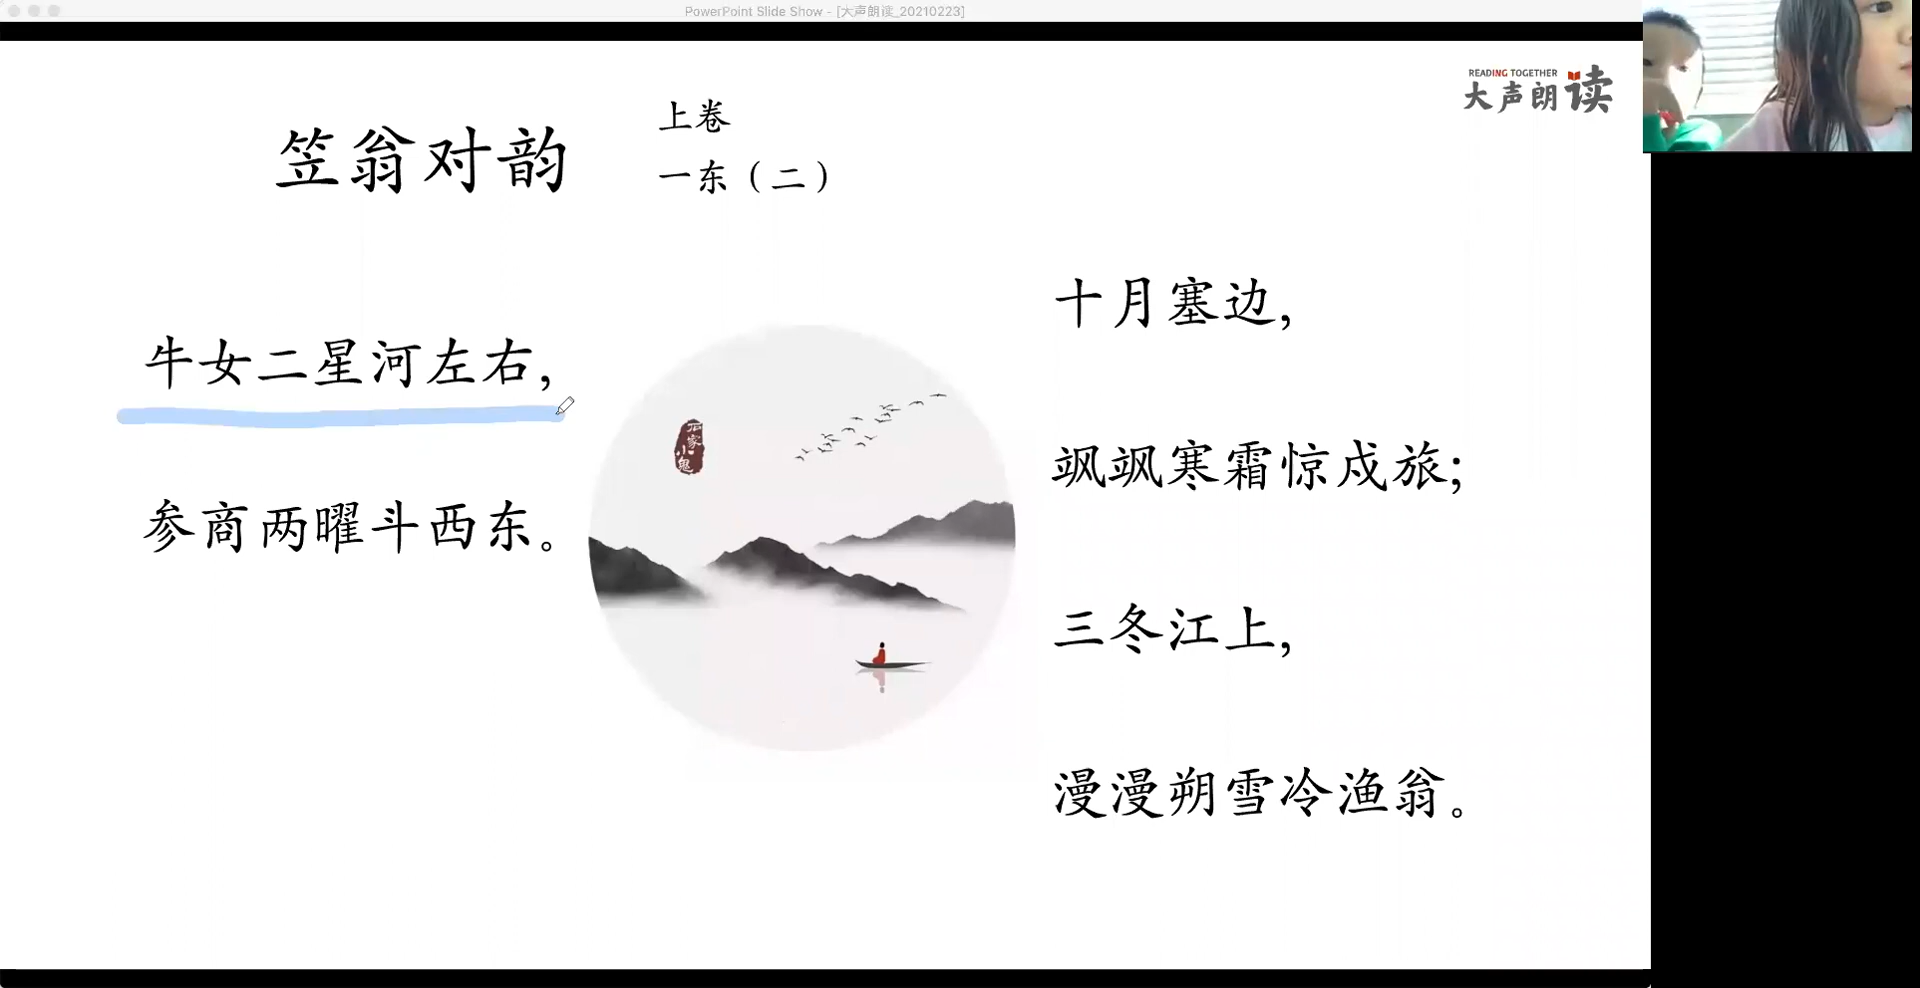 PowerPoint Slide Show - [大声朗读_20210223]
READING TOGETHER
大声朗读
笠翁对韵
上卷
一东（二）
牛女二星河左右，
参商两曜斗西东。
十月塞边，
飒飒寒霜惊戍旅；
三冬江上，
漫漫朔雪冷渔翁。